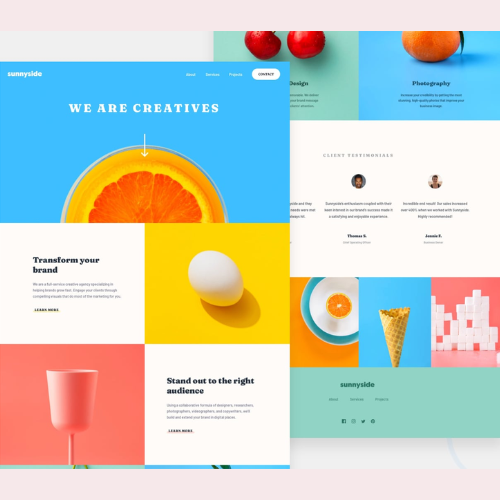 sunnyside
About
Services
Projects
CONTACT
WE ARE CREATIVES
Transform your
brand
We are a full-service creative agency specializing in
helping brands grow fast. Engage your clients through
compelling visuals that do most of the marketing for you.
LEARN MORE
Stand out to the right
audience
Using a collaborative formula of designers, researchers,
photographers, videographers, and copywriters, we'll
build and extend your brand in digital places.
LEARN MORE
Design
Photography
Increase your credibility by getting the most
stunning, high-quality photos that improve your
business image.
CLIENT TESTIMONIALS
Sunnyside's enthusiasm coupled with their
keen interest in our brand's success made it
a satisfying and enjoyable experience.
Thomas S.
Chief Operating Officer
Incredible end result! Our sales increased
over 400% when we worked with Sunnyside.
Highly recommended!
Jennie F.
Business Owner
sunnyside
About
Services
Projects